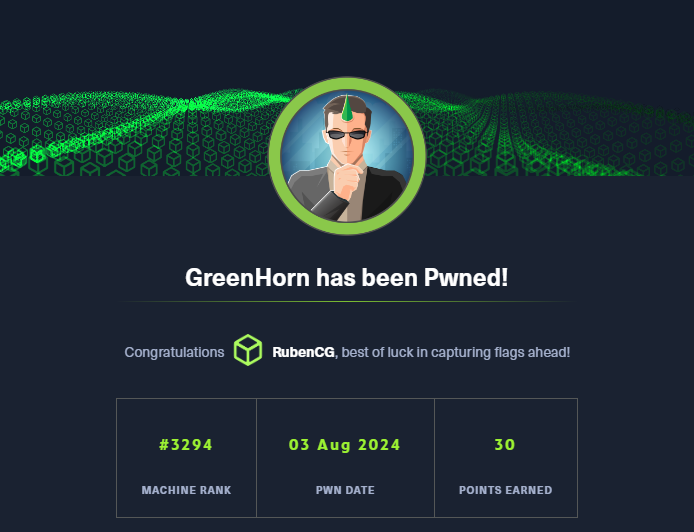 GreenHorn has been Pwned!
Congratulations RubenCG, best of luck in capturing flags ahead!
#3294 03 Aug 2024 30
MACHINE RANK PWN DATE POINTS EARNED